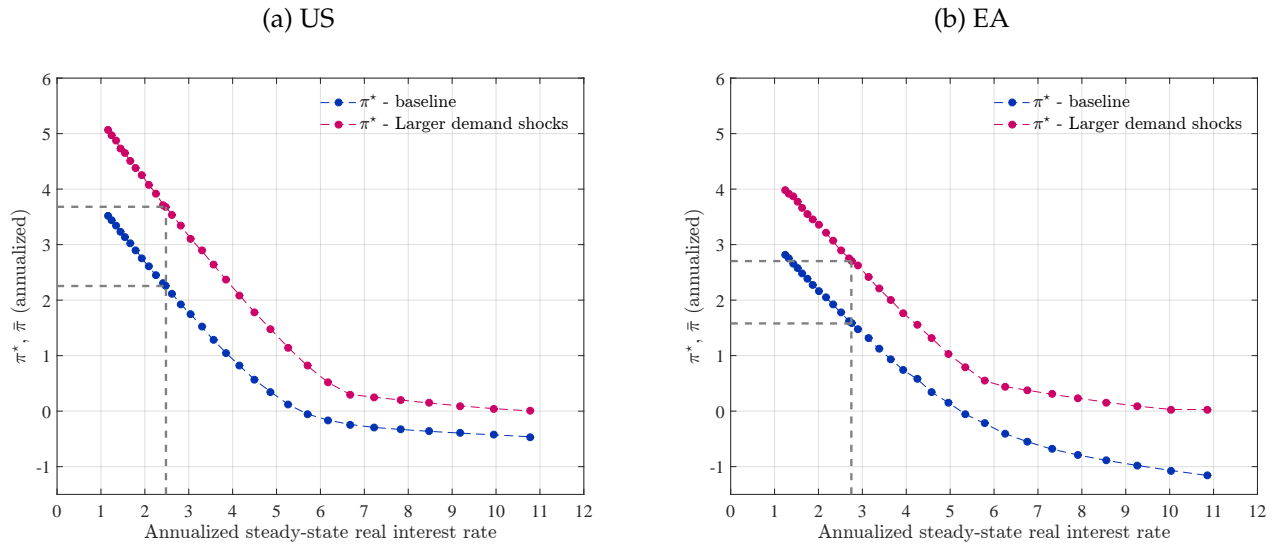 (a) US
6
5
4
3
2
1
0
-1
π*, π̄ (annualized)
π* - baseline
π* - Larger demand shocks
0 1 2 3 4 5 6 7 8 9 10 11 12
Annualized steady-state real interest rate
(b) EA
6
5
4
3
2
1
0
-1
π*, π̄ (annualized)
π* - baseline
π* - Larger demand shocks
0 1 2 3 4 5 6 7 8 9 10 11 12
Annualized steady-state real interest rate